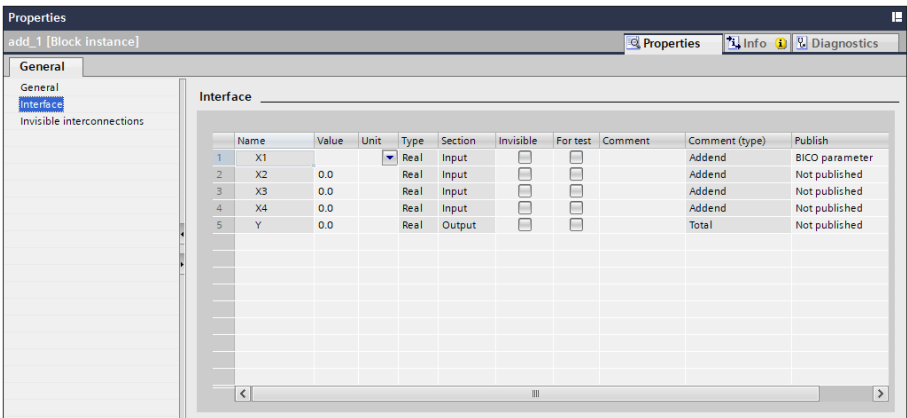 Properties
add_1 [Block instance]
Properties Info Diagnostics
General
General
Interface
Invisible interconnections
Interface
Name Value Unit Type Section Invisible For test Comment Comment (type) Publish
1 X1 Real Input Addend BICO parameter
2 X2 0.0 Real Input Addend Not published
3 X3 0.0 Real Input Addend Not published
4 X4 0.0 Real Input Addend Not published
5 Y 0.0 Real Output Total Not published